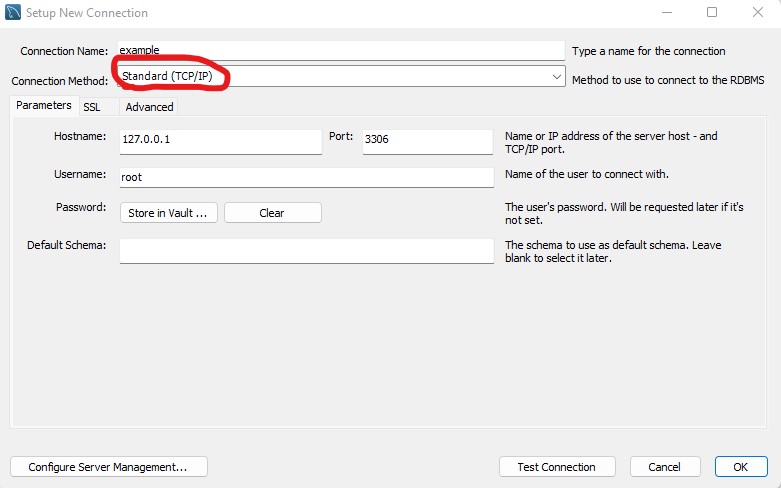 Setup New Connection
Connection Name: example Type a name for the connection
Connection Method: Standard (TCP/IP) Method to use to connect to the RDBMS
Parameters SSL Advanced
Hostname: 127.0.0.1 Port: 3306 Name or IP address of the server host - and
TCP/IP port.
Username: root Name of the user to connect with.
Password: Store in Vault ... Clear The user's password. Will be requested later if it's
not set.
Default Schema: The schema to use as default schema. Leave
blank to select it later.
Configure Server Management... Test Connection Cancel OK